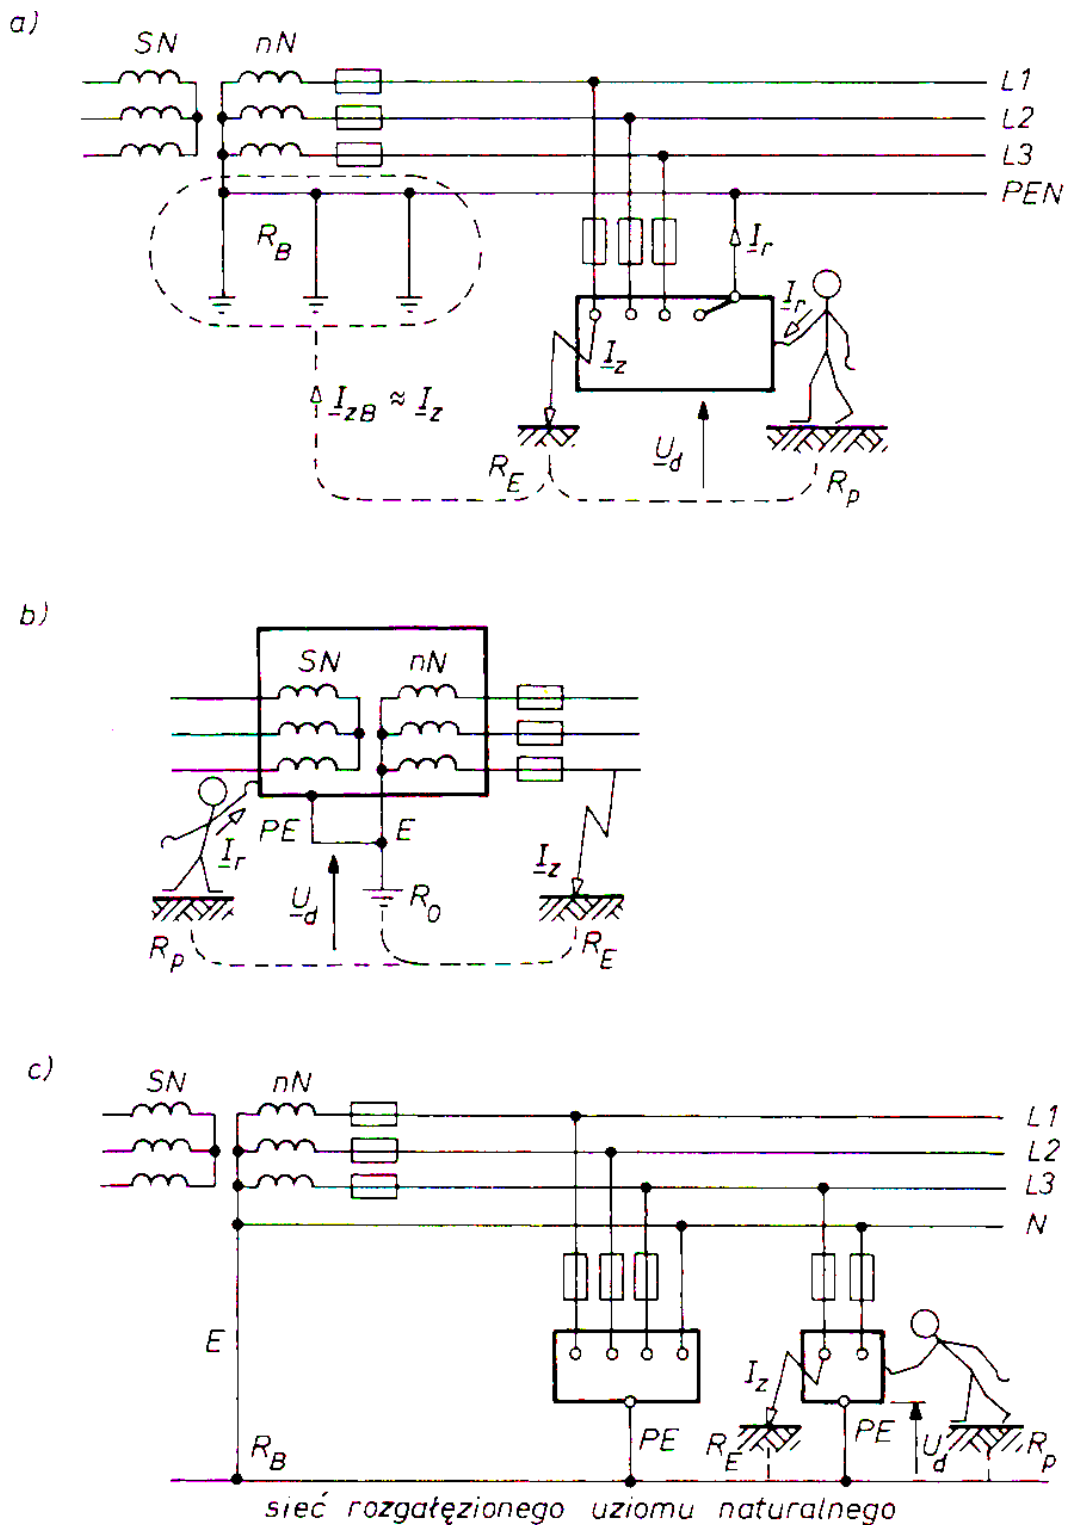 a)
SN nN
L1
L2
L3
PEN
R_B
I_r
I_r
I_z
I_zB ≈ I_z
R_E
U_d
R_p
b)
SN nN
PE E
I_r
I_z
U_d
R_O
R_p
R_E
c)
SN nN
L1
L2
L3
N
E
I_z
PE
R_E
PE
U_d
R_p
R_B
sieć rozgałęzionego uziomu naturalnego